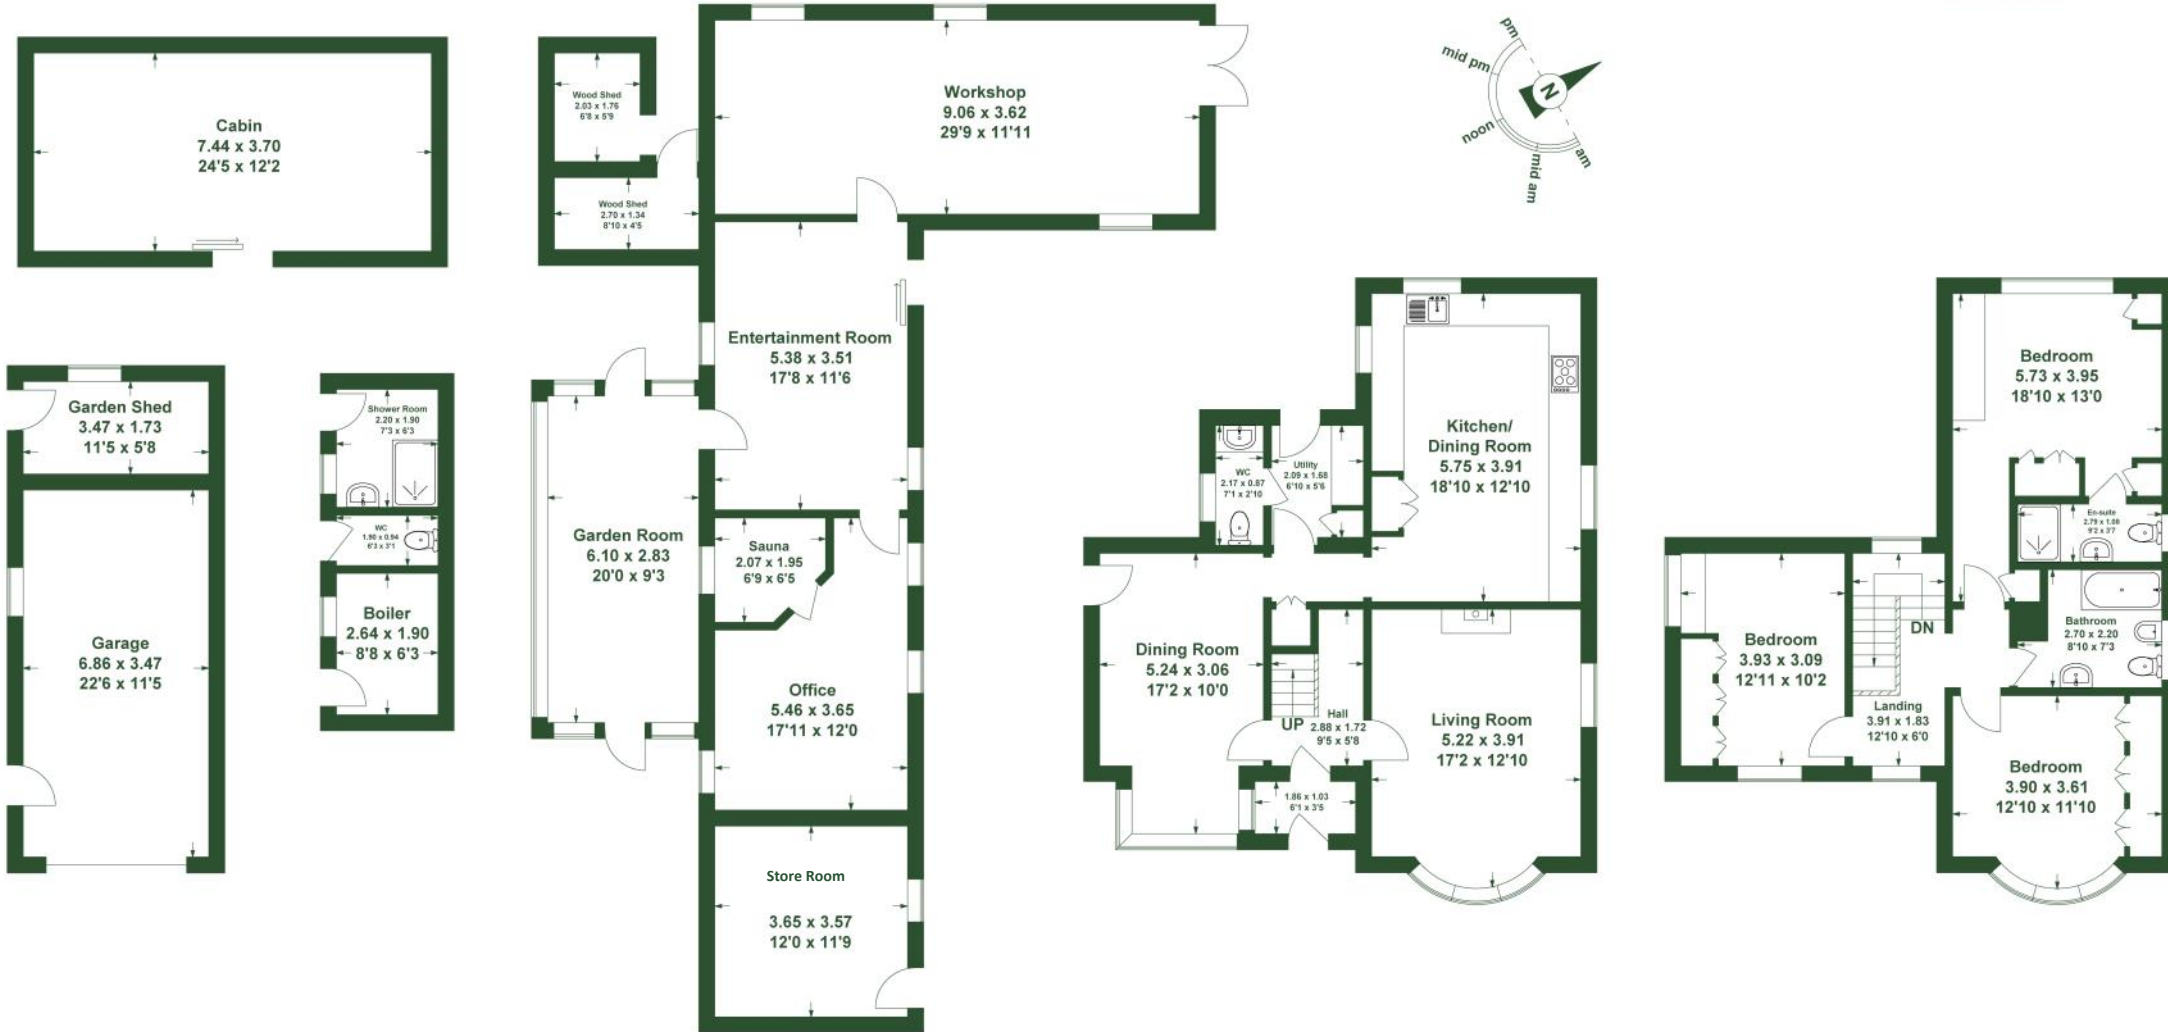 Cabin
7.44 x 3.70
24'5 x 12'2
Wood Shed
2.03 x 1.76
6'8 x 5'9
Wood Shed
2.70 x 1.34
8'10 x 4'5
Workshop
9.06 x 3.62
29'9 x 11'11
pm
mid pm
noon
mid am
am
N
Garden Shed
3.47 x 1.73
11'5 x 5'8
Garage
6.86 x 3.47
22'6 x 11'5
Shower Room
2.20 x 1.90
7'3 x 6'3
WC
1.90 x 0.94
6'3 x 3'1
Boiler
2.64 x 1.90
8'8 x 6'3
Entertainment Room
5.38 x 3.51
17'8 x 11'6
Garden Room
6.10 x 2.83
20'0 x 9'3
Sauna
2.07 x 1.95
6'9 x 6'5
Office
5.46 x 3.65
17'11 x 12'0
Store Room
3.65 x 3.57
12'0 x 11'9
Kitchen/
Dining Room
5.75 x 3.91
18'10 x 12'10
WC
2.17 x 0.87
7'1 x 2'10
Utility
2.09 x 1.68
6'10 x 5'6
Dining Room
5.24 x 3.06
17'2 x 10'0
UP
Hall
2.88 x 1.72
9'5 x 5'8
1.86 x 1.03
6'1 x 3'5
Living Room
5.22 x 3.91
17'2 x 12'10
Bedroom
5.73 x 3.95
18'10 x 13'0
En-suite
2.79 x 1.08
9'2 x 3'7
Bathroom
2.70 x 2.20
8'10 x 7'3
Bedroom
3.93 x 3.09
12'11 x 10'2
DN
Landing
3.91 x 1.83
12'10 x 6'0
Bedroom
3.90 x 3.61
12'10 x 11'10